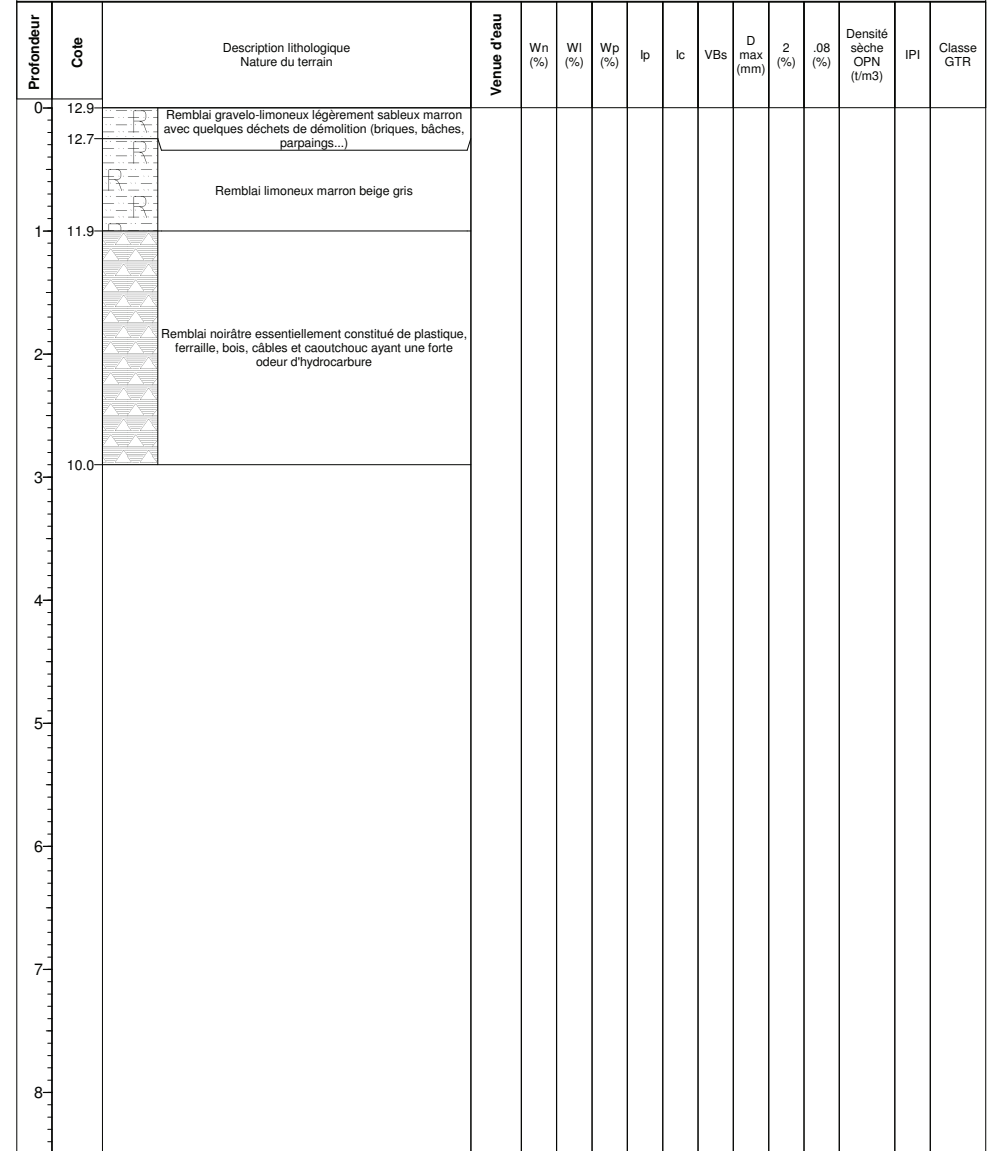 Profondeur
Cote
Description lithologique
Nature du terrain
Venue d'eau
Wn
(%)
Wl
(%)
Wp
(%)
Ip
Ic
VBs
D
max
(mm)
2
(%)
.08
(%)
Densité
sèche
OPN
(t/m3)
IPI
Classe
GTR
0
12.9
Remblai gravelo-limoneux légèrement sableux marron
avec quelques déchets de démolition (briques, bâches,
parpaings...)
12.7
R
R
R
R
Remblai limoneux marron beige gris
1
11.9
Remblai noirâtre essentiellement constitué de plastique,
ferraille, bois, câbles et caoutchouc ayant une forte
odeur d'hydrocarbure
2
10.0
3
4
5
6
7
8